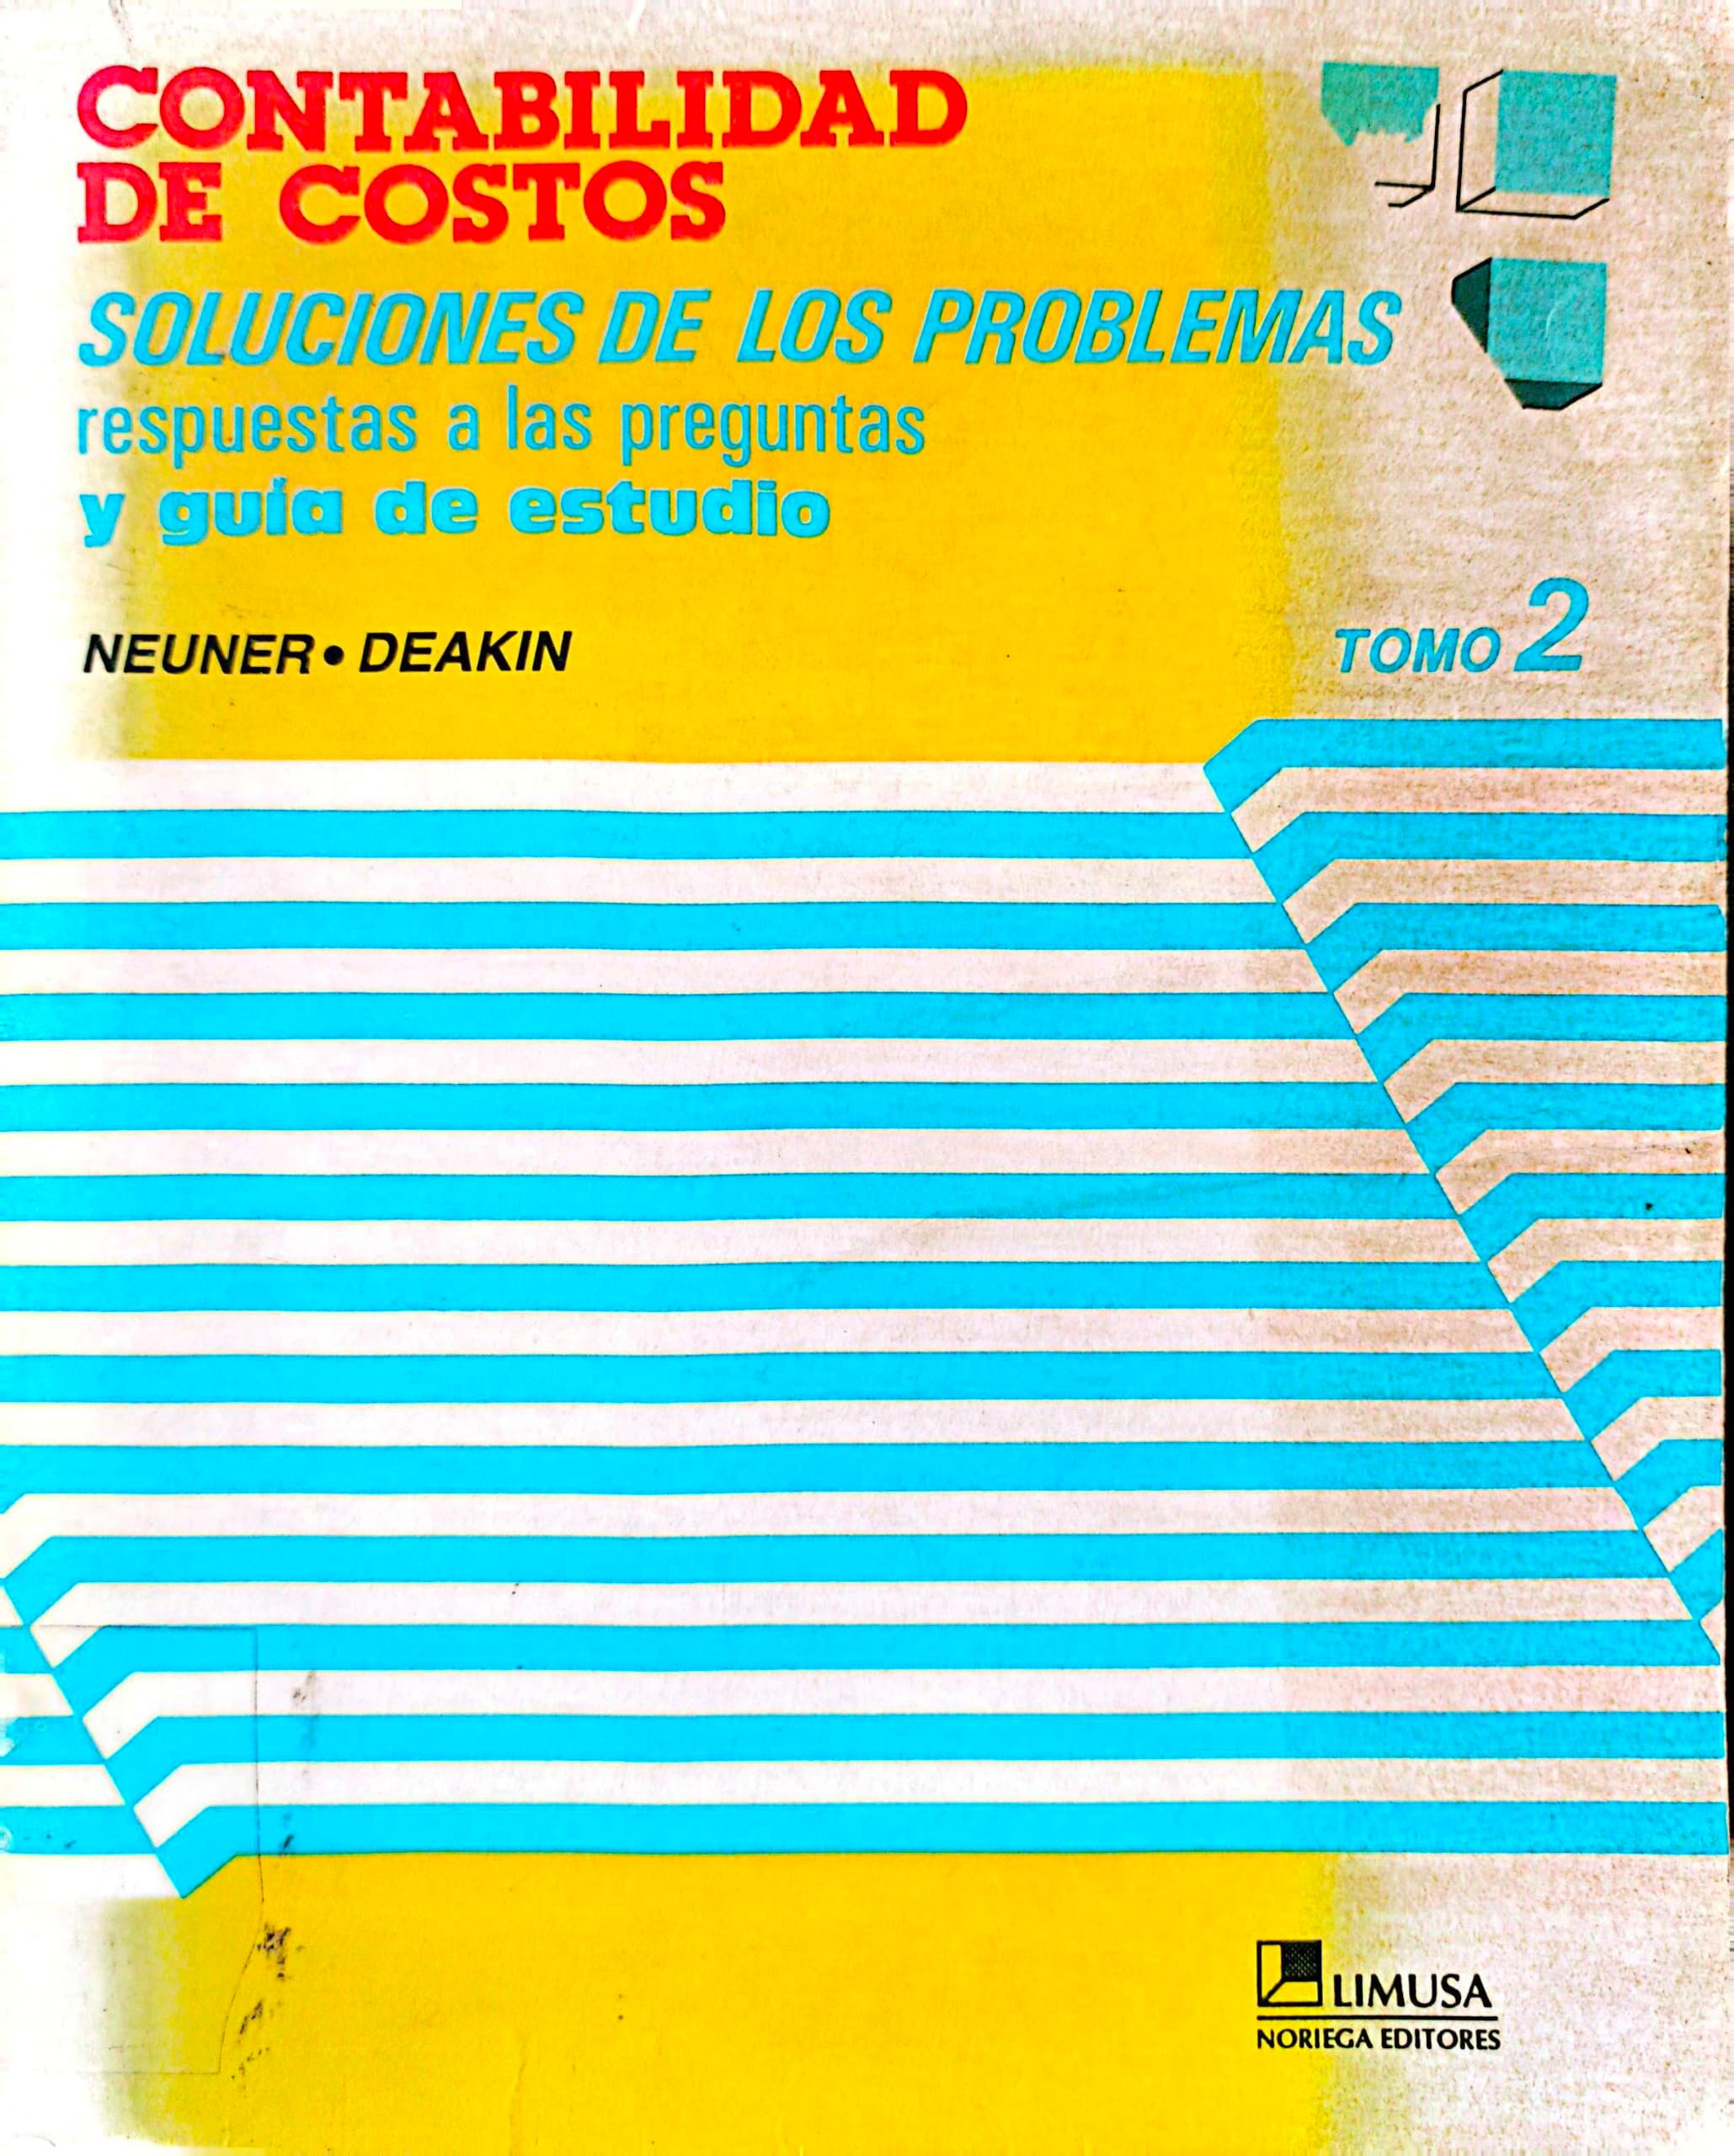 CONTABILIDAD
DE COSTOS
SOLUCIONES DE LOS PROBLEMAS
respuestas a las preguntas
y guía de estudio
NEUNER • DEAKIN
TOMO 2
LIMUSA
NORIEGA EDITORES